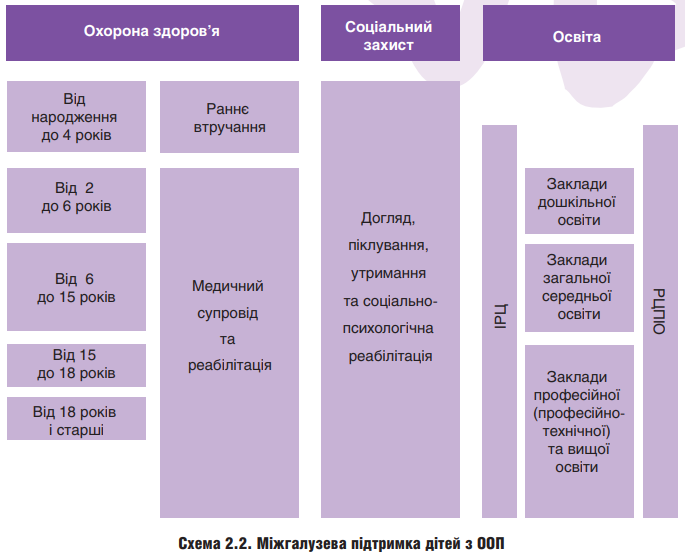 Охорона здоров’я
Соціальний
захист
Освіта
Від
народження
до 4 років
Раннє
втручання
Від 2
до 6 років
Від 6
до 15 років
Від 15
до 18 років
Від 18 років
і старші
Медичний
супровід
та
реабілітація
Догляд,
піклування,
утримання
та соціально-
психологічна
реабілітація
ІРЦ
Заклади
дошкільної
освіти
Заклади
загальної
середньої
освіти
Заклади
професійної
(професійно-
технічної)
та вищої
освіти
РЦПІО
Схема 2.2. Міжгалузева підтримка дітей з ООП